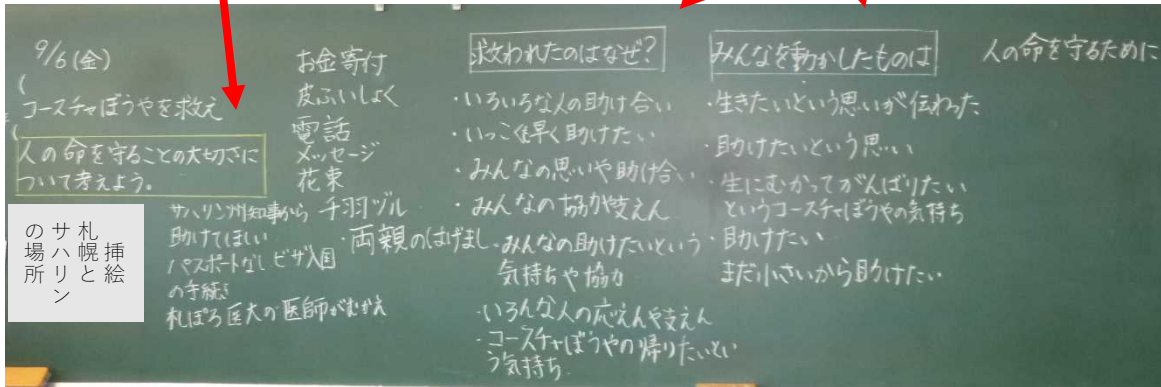 9/6(金)
コースチャぼうやを救え
人の命を守ることの大切さに
ついて考えよう。
挿絵
札幌と
サハリン
の場所
サハリン州知事から
助けてほしい
パスポートなしビザ入国
の手続き
札ぽろ医大の医師がむかえ
お金寄付
皮ふいしょく
電話
メッセージ
花束
千羽ヅル
・両親のはげまし
求われたのはなぜ?
・いろいろな人の助け合い
・いっこく早く助けたい
・みんなの思いや助け合い
・みんなの協力や支えん
・みんなの助けたいという
気持ちや協力
・いろんな人の応えんや支えん
・コースチャぼうやの帰りたいとい
う気持ち
みんなを動かしたものは
・生きたいという思いが伝わった
・助けたいという思い
・生にむかってがんばりたい
というコースチャぼうやの気持ち
・助けたい
まだ小さいから助けたい
人の命を守るために